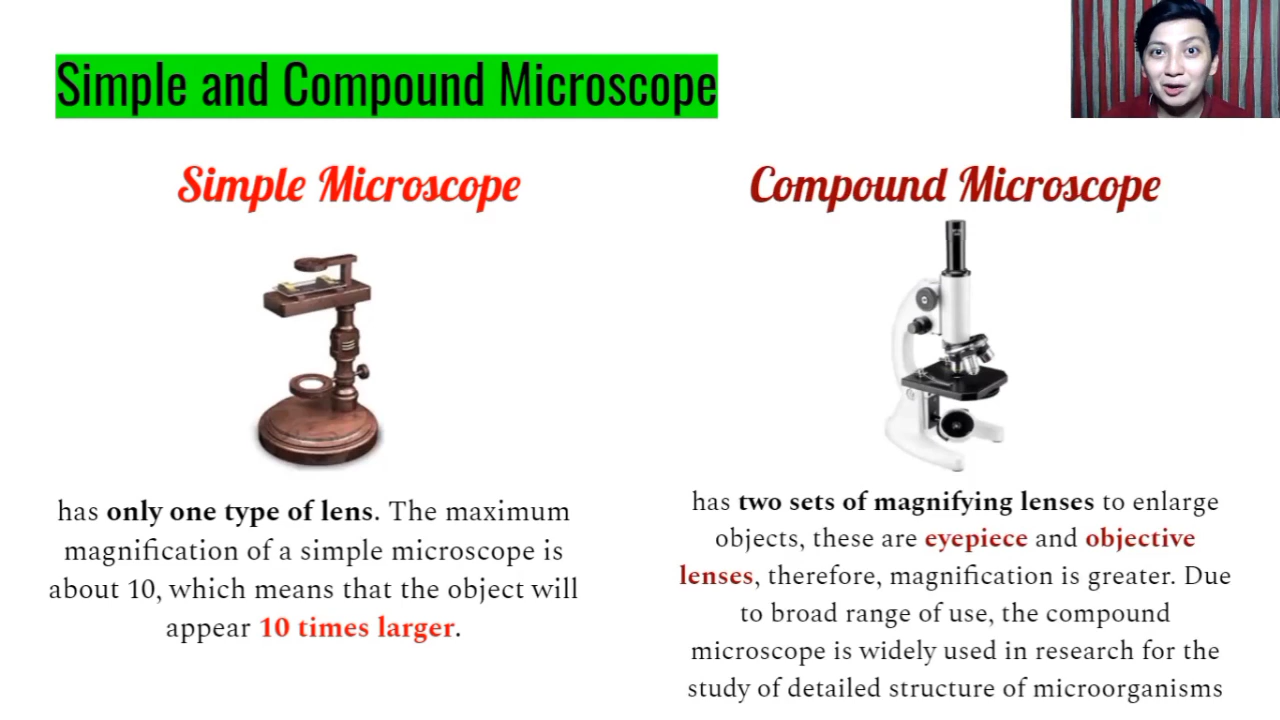 Simple and Compound Microscope
Simple Microscope
has only one type of lens. The maximum
magnification of a simple microscope is
about 10, which means that the object will
appear 10 times larger.
Compound Microscope
has two sets of magnifying lenses to enlarge
objects, these are eyepiece and objective
lenses, therefore, magnification is greater. Due
to broad range of use, the compound
microscope is widely used in research for the
study of detailed structure of microorganisms